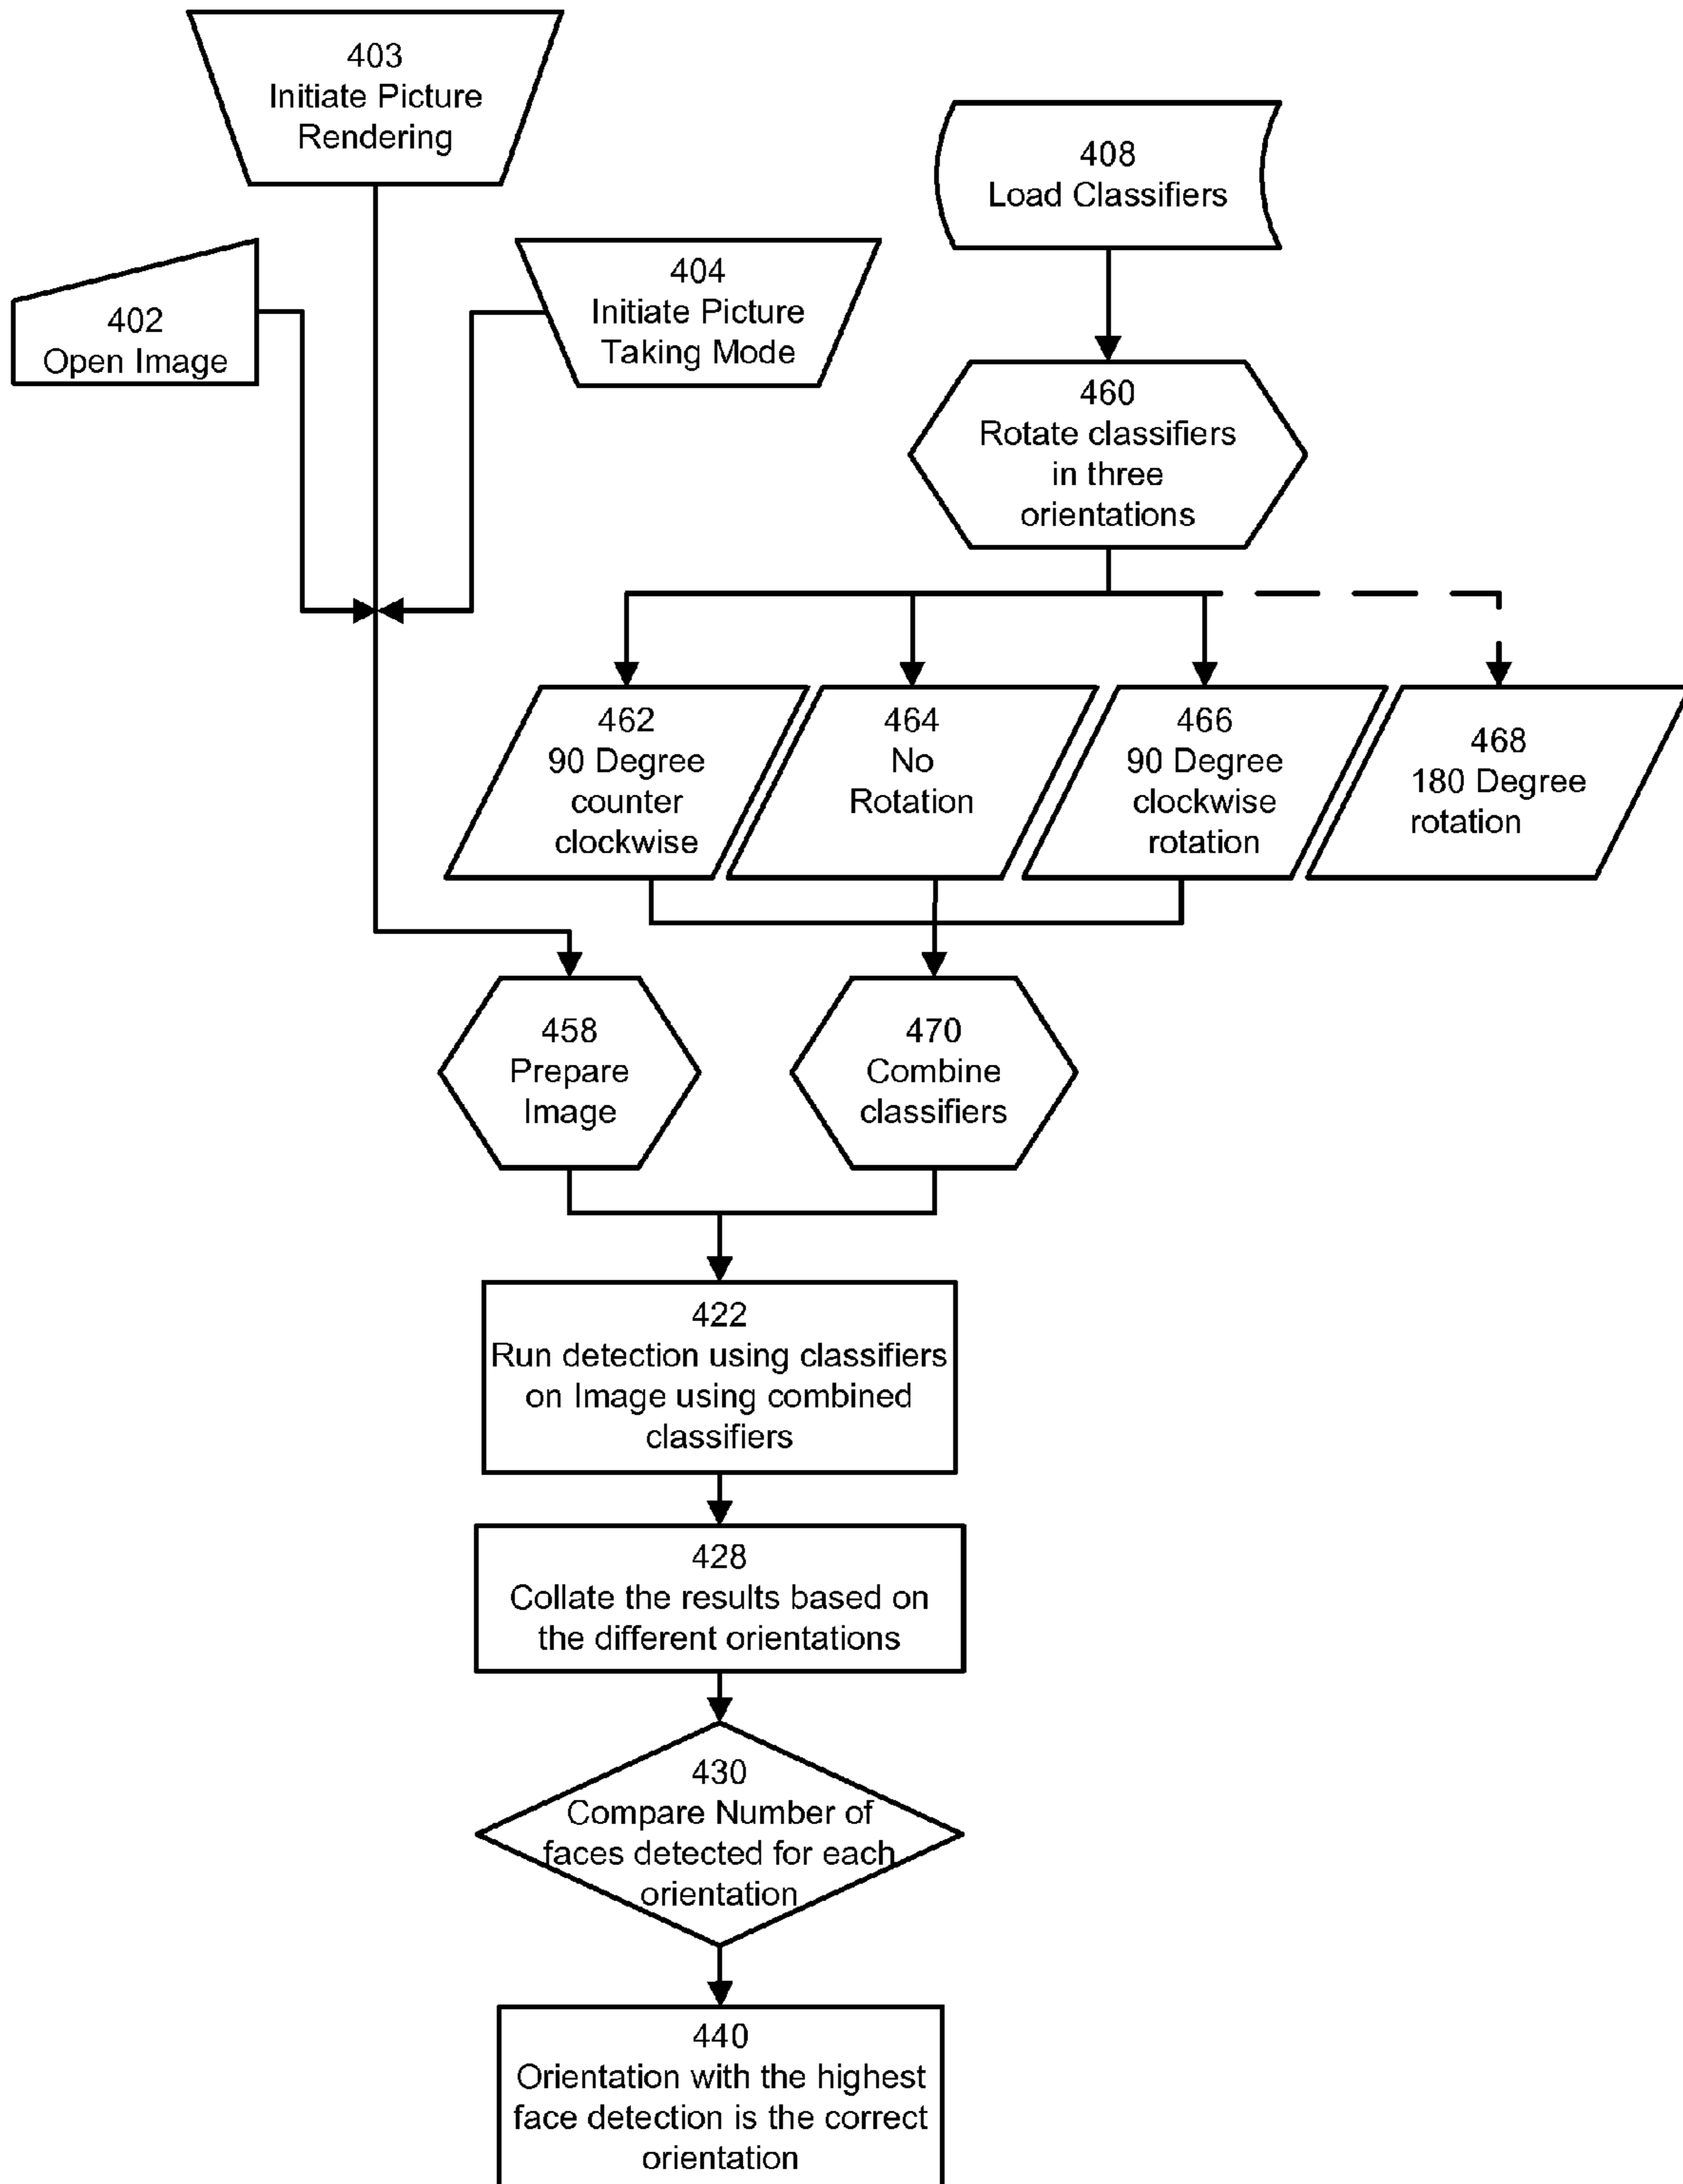 403
Initiate Picture
Rendering
408
Load Classifiers
402
Open Image
404
Initiate Picture
Taking Mode
460
Rotate classifiers
in three
orientations
462
90 Degree
counter
clockwise
464
No
Rotation
466
90 Degree
clockwise
rotation
468
180 Degree
rotation
458
Prepare
Image
470
Combine
classifiers
422
Run detection using classifiers
on Image using combined
classifiers
428
Collate the results based on
the different orientations
430
Compare Number of
faces detected for each
orientation
440
Orientation with the highest
face detection is the correct
orientation